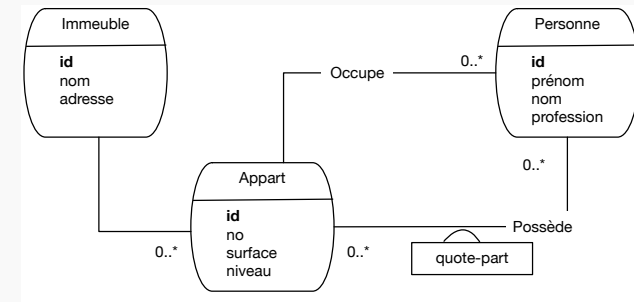 Immeuble
id
nom
adresse
Personne
id
prénom
nom
profession
0..*
Occupe
0..*
Appart
id
no
surface
niveau
0..*
0..*
Possède
quote-part